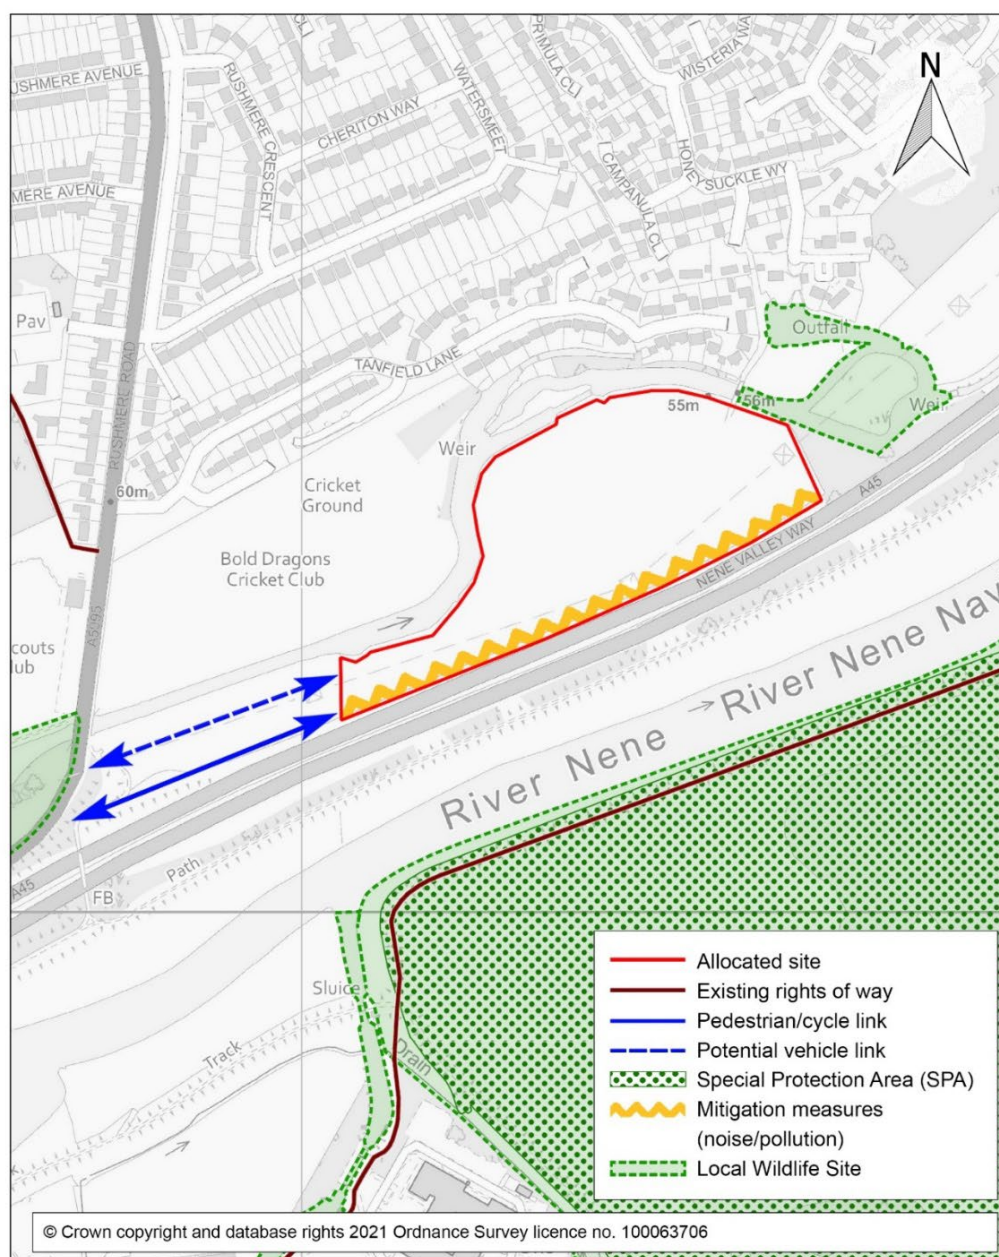 N
RUSHMERE AVENUE
RUSHMERE CRESCENT
CL
WATERSMEET
PRIMULA CL
WISTERIA WA
CHERITON WAY
HONEY
SUCKLE WY
MERE AVENUE
CAMPANULA CL
Pav
RUSHMERE ROAD
TANFIELD LANE
Outfall
55m
56m
Weir
Weir
60m
Cricket
Ground
A45
NENE VALLEY WAY
Bold Dragons
Cricket Club
A5095
couts
lub
River Nene Nav
River Nene
Path
A45
FB
Sluice
Track
Drain
Allocated site
Existing rights of way
Pedestrian/cycle link
Potential vehicle link
Special Protection Area (SPA)
Mitigation measures
(noise/pollution)
Local Wildlife Site
© Crown copyright and database rights 2021 Ordnance Survey licence no. 100063706